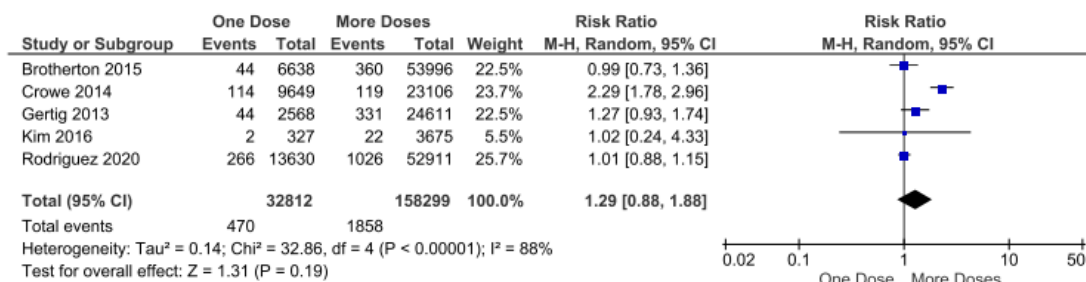 One Dose More Doses Risk Ratio Risk Ratio
Study or Subgroup Events Total Events Total Weight M-H, Random, 95% CI M-H, Random, 95% CI
Brotherton 2015 44 6638 360 53996 22.5% 0.99 [0.73, 1.36]
Crowe 2014 114 9649 119 23106 23.7% 2.29 [1.78, 2.96]
Gertig 2013 44 2568 331 24611 22.5% 1.27 [0.93, 1.74]
Kim 2016 2 327 22 3675 5.5% 1.02 [0.24, 4.33]
Rodriguez 2020 266 13630 1026 52911 25.7% 1.01 [0.88, 1.15]
Total (95% CI) 32812 158299 100.0% 1.29 [0.88, 1.88]
Total events 470 1858
Heterogeneity: Tau² = 0.14; Chi² = 32.86, df = 4 (P < 0.00001); I² = 88%
Test for overall effect: Z = 1.31 (P = 0.19)
0.02 0.1 1 10 50
One Dose More Doses